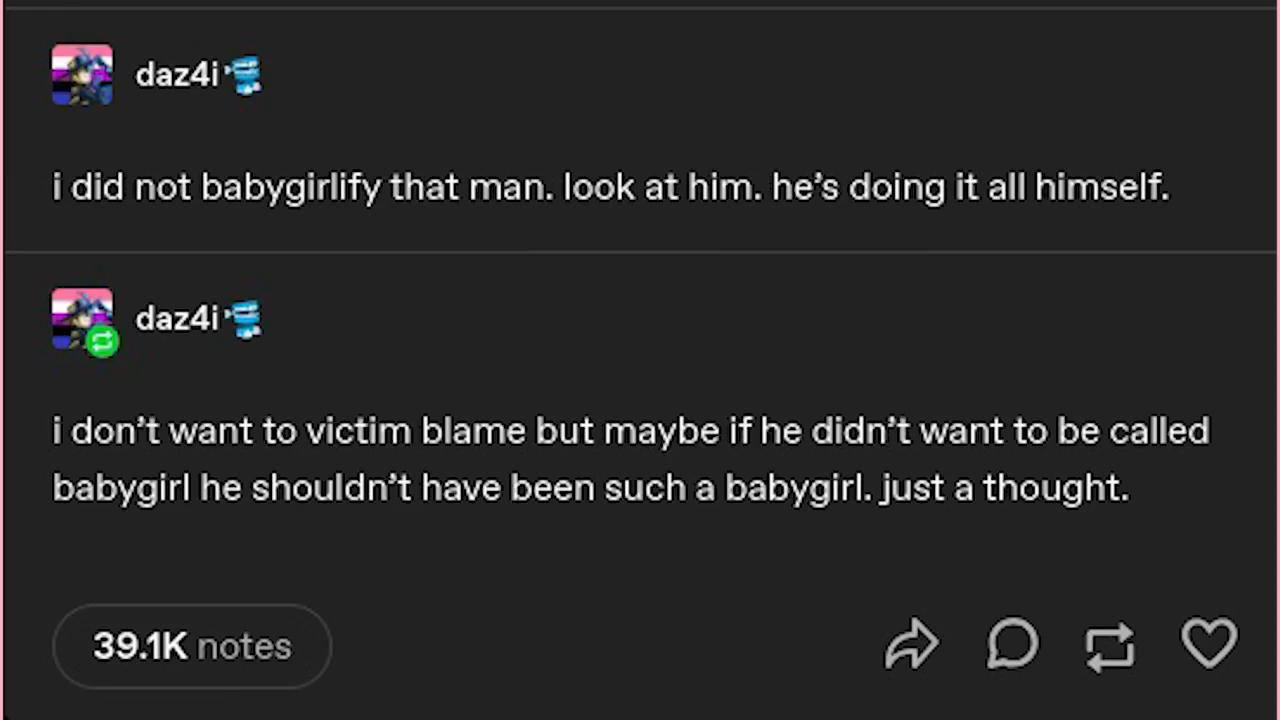 daz4i
i did not babygirlify that man. look at him. he's doing it all himself.
daz4i
i don't want to victim blame but maybe if he didn't want to be called
babygirl he shouldn't have been such a babygirl. just a thought.
39.1K notes